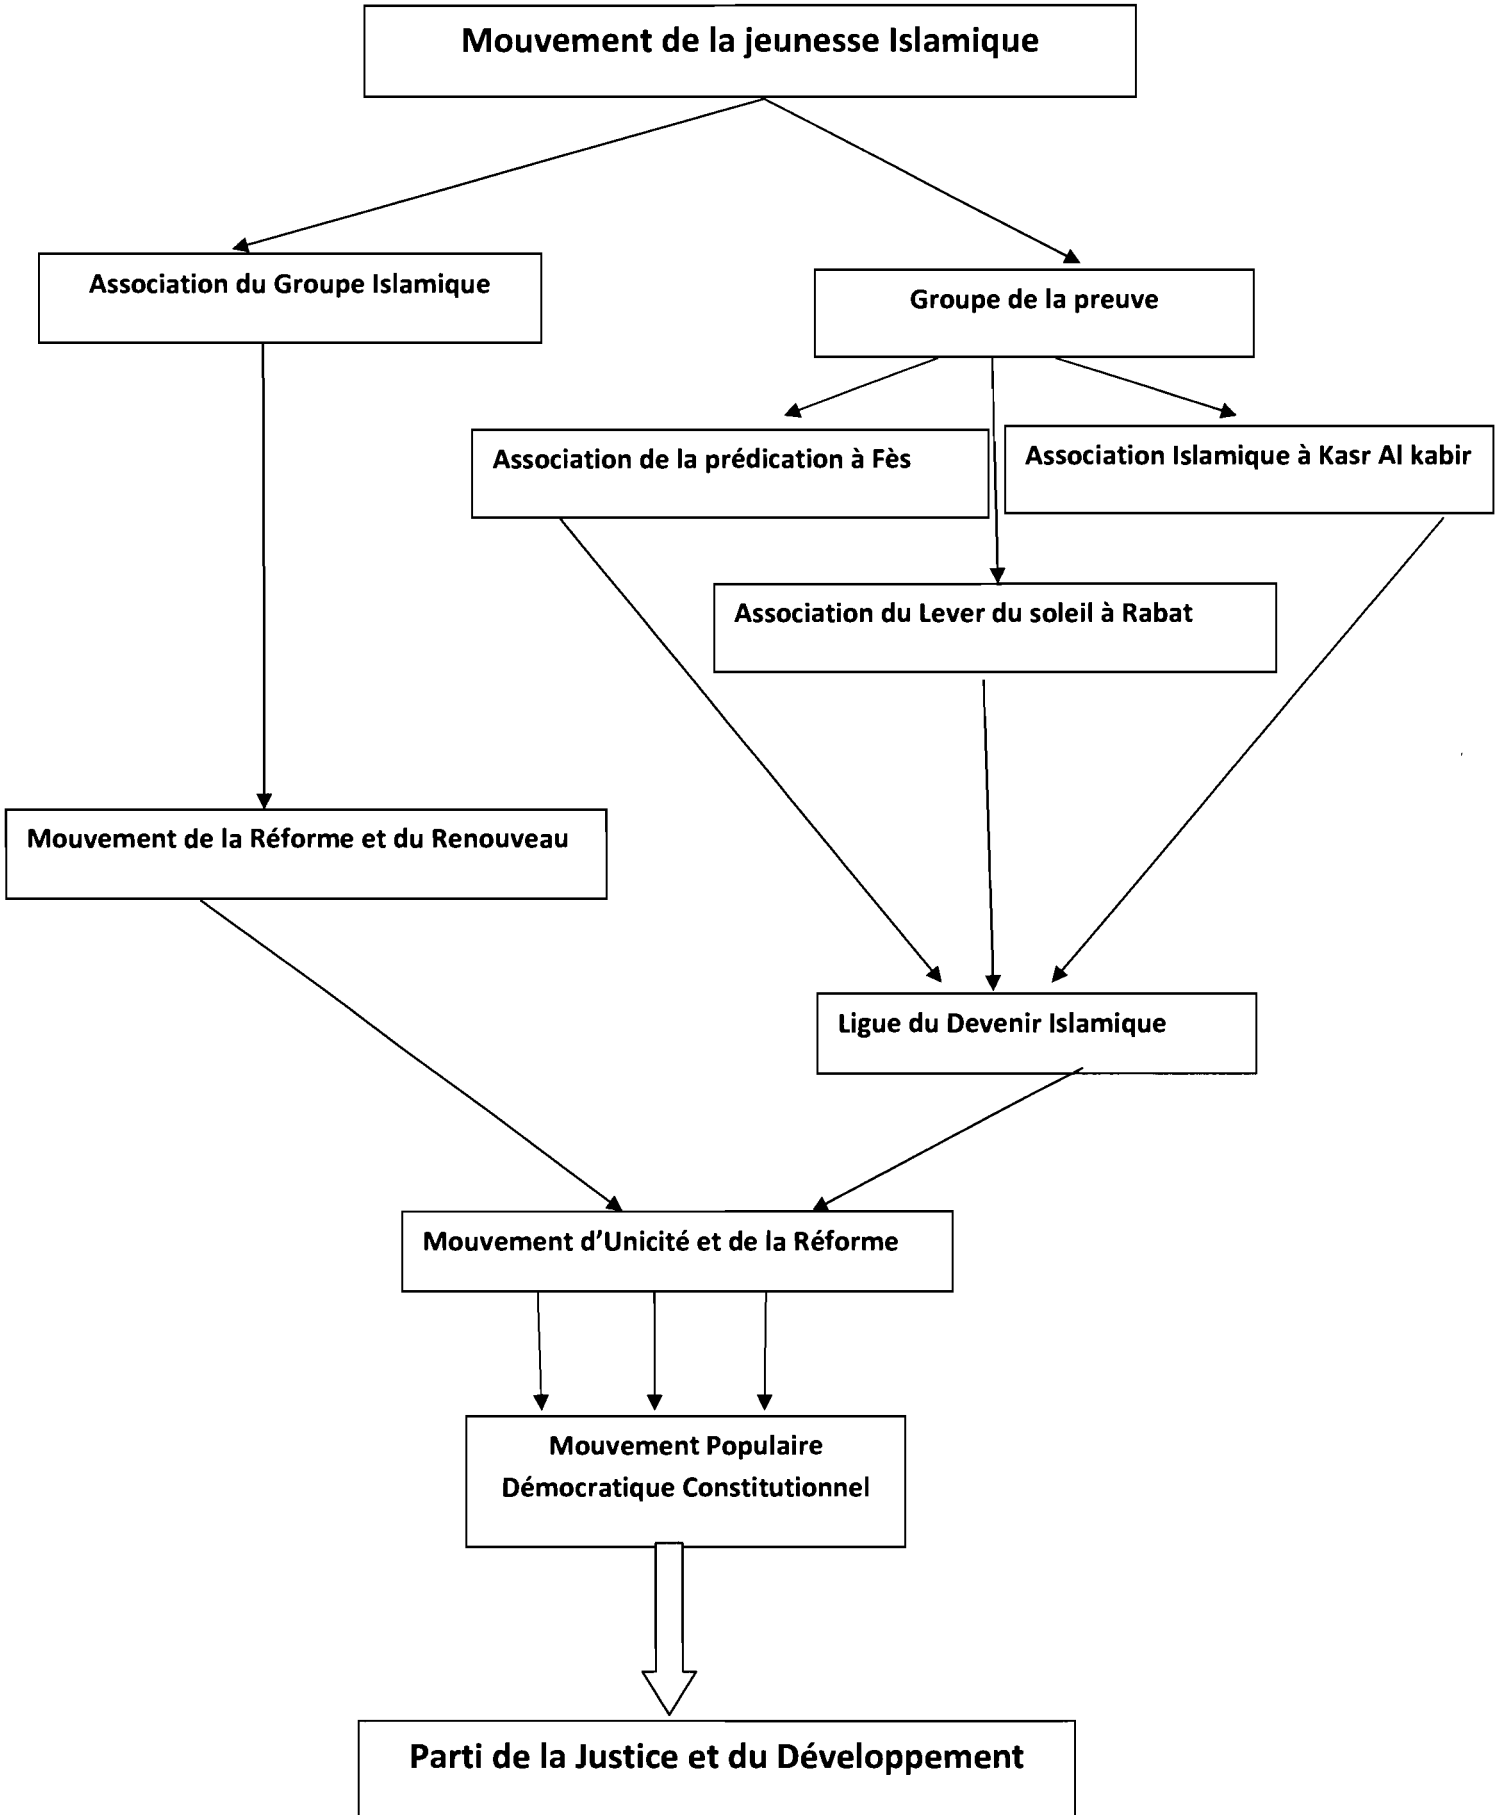 Mouvement de la jeunesse Islamique
Association du Groupe Islamique
Groupe de la preuve
Association de la prédication à Fès
Association Islamique à Kasr Al kabir
Association du Lever du soleil à Rabat
Mouvement de la Réforme et du Renouveau
Ligue du Devenir Islamique
Mouvement d’Unicité et de la Réforme
Mouvement Populaire
Démocratique Constitutionnel
Parti de la Justice et du Développement